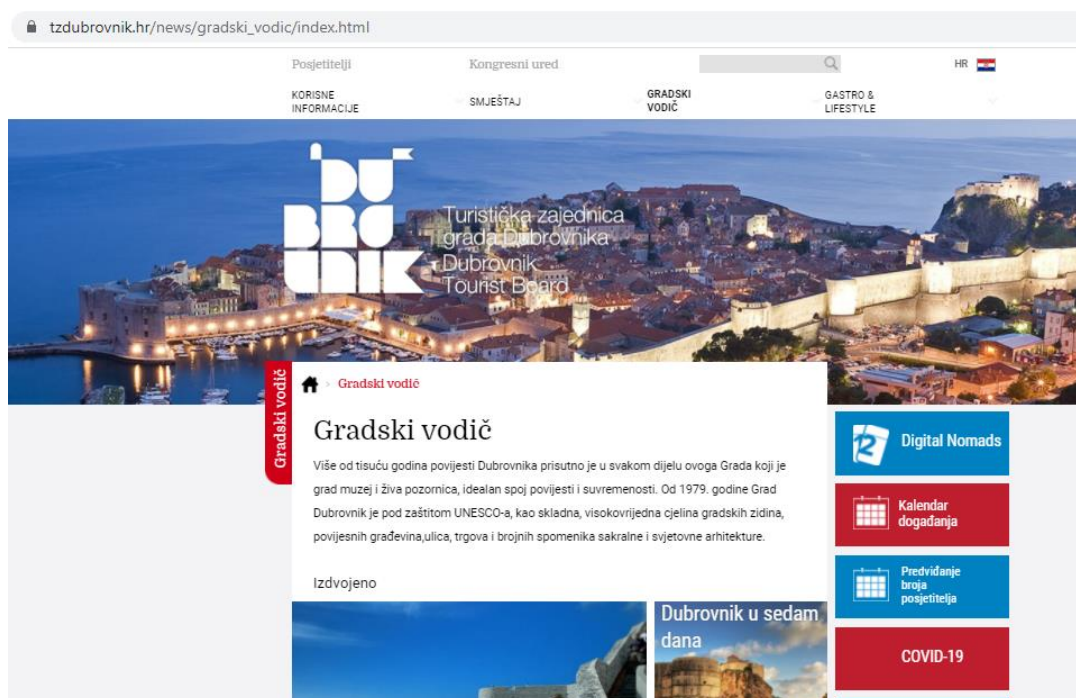 tzdubrovnik.hr/news/gradski_vodic/index.html
Posjetitelji
Kongresni ured
HR
KORISNE
INFORMACIJE
SMJEŠTAJ
GRADSKI
VODIČ
GASTRO &
LIFESTYLE
DUBROVNIK
Turistička zajednica
grada Dubrovnika
Dubrovnik
Tourist Board
Gradski vodič
Gradski vodič
Gradski vodič
Više od tisuću godina povijesti Dubrovnika prisutno je u svakom dijelu ovoga Grada koji je
grad muzej i živa pozornica, idealan spoj povijesti i suvremenosti. Od 1979. godine Grad
Dubrovnik je pod zaštitom UNESCO-a, kao skladna, visokovrijedna cjelina gradskih zidina,
povijesnih građevina,ulica, trgova i brojnih spomenika sakralne i svjetovne arhitekture.
Izdvojeno
Dubrovnik u sedam
dana
12
Digital Nomads
Kalendar
događanja
Predviđanje
broja
posjetitelja
COVID-19